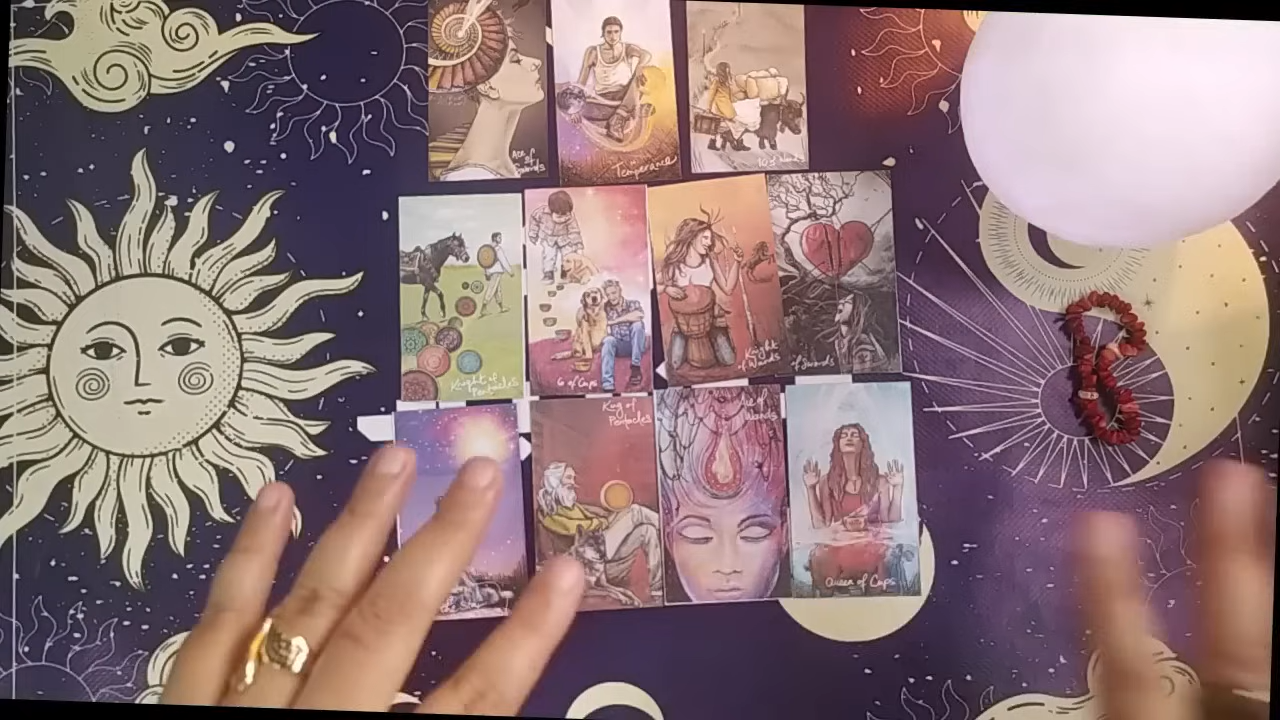 Ace of
Swords
Temperance
10 of Wands
Knight of
Pentacles
6 of Cups
Knight
of Wands
of Swords
King of
Pentacles
of
Wands
Queen of Cups